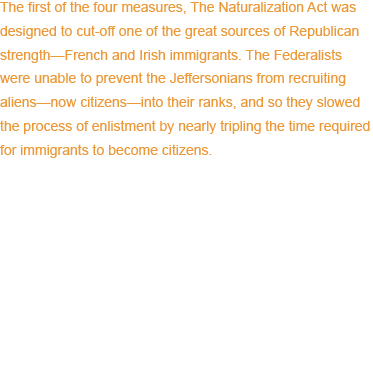 The first of the four measures, The Naturalization Act was
designed to cut-off one of the great sources of Republican
strength—French and Irish immigrants. The Federalists
were unable to prevent the Jeffersonians from recruiting
aliens—now citizens—into their ranks, and so they slowed
the process of enlistment by nearly tripling the time required
for immigrants to become citizens.